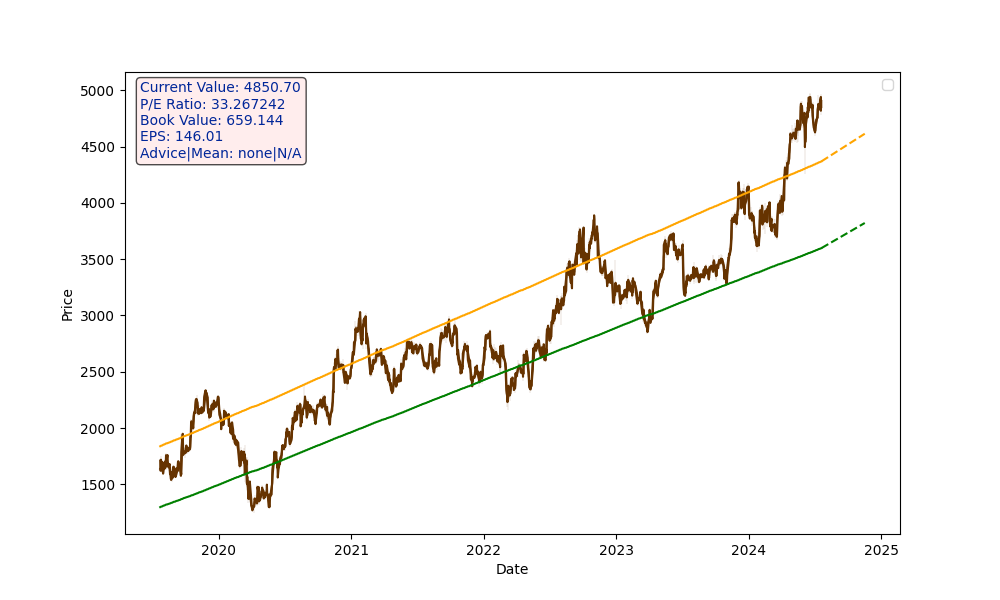 Current Value: 4850.70
P/E Ratio: 33.267242
Book Value: 659.144
EPS: 146.01
Advice|Mean: none|N/A
5000
4500
4000
3500
3000
2500
2000
1500
Price
2020 2021 2022 2023 2024 2025
Date